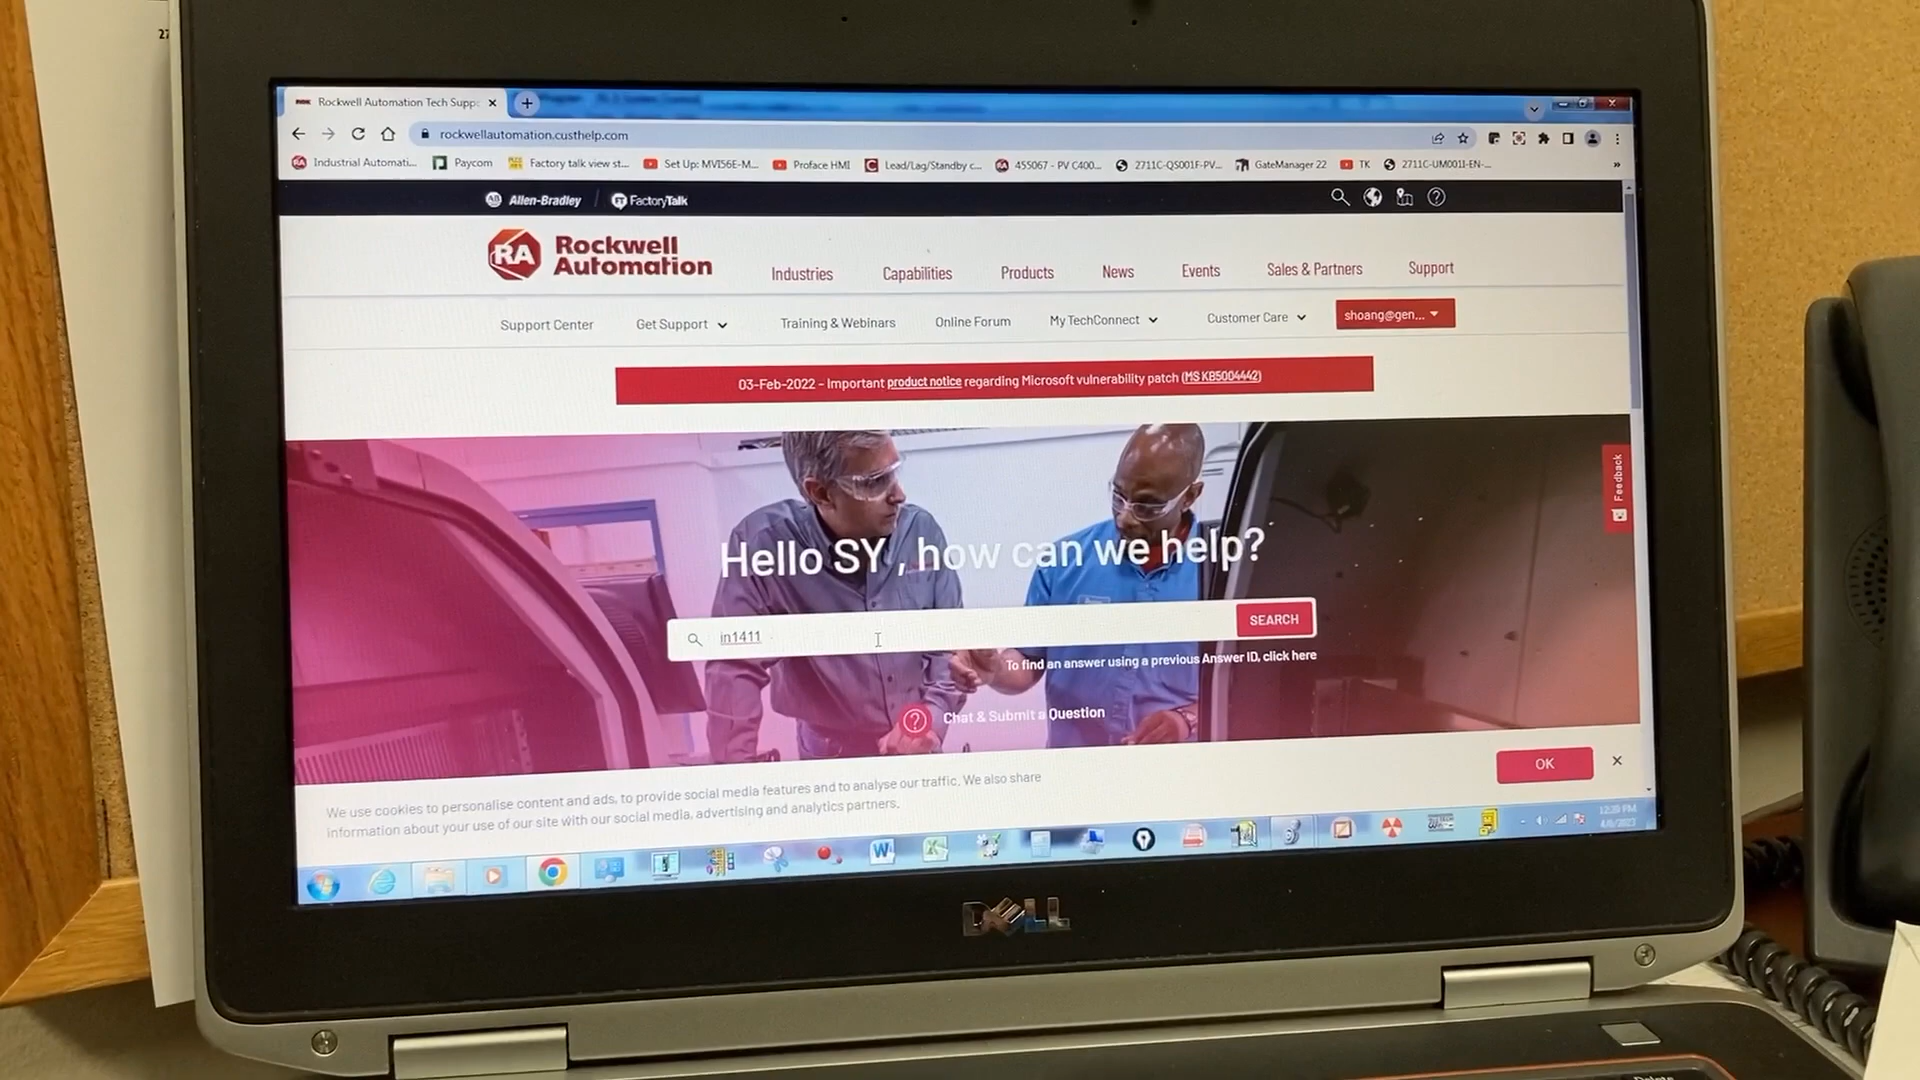 27
Rockwell Automation Tech Supp
rockwellautomation.custhelp.com
Industrial Automati... Paycom Factory talk view st... Set Up: MVI56E-M... Proface HMI Lead/Lag/Standby c... 455067 - PV C400... 2711C-QS001F-PV... GateManager 22 TK 2711C-UM001I-EN-... »
AB Allen-Bradley FT FactoryTalk
RA Rockwell
Automation
Industries Capabilities Products News Events Sales & Partners Support
Support Center Get Support Training & Webinars Online Forum My TechConnect Customer Care shoang@gen...
03-Feb-2022 - Important product notice regarding Microsoft vulnerability patch (MS KB5004442)
Feedback
Hello SY , how can we help?
in1411 SEARCH
To find an answer using a previous Answer ID, click here
Chat & Submit a Question
We use cookies to personalise content and ads, to provide social media features and to analyse our traffic. We also share
information about your use of our site with our social media, advertising and analytics partners.
OK
DELL
Delete